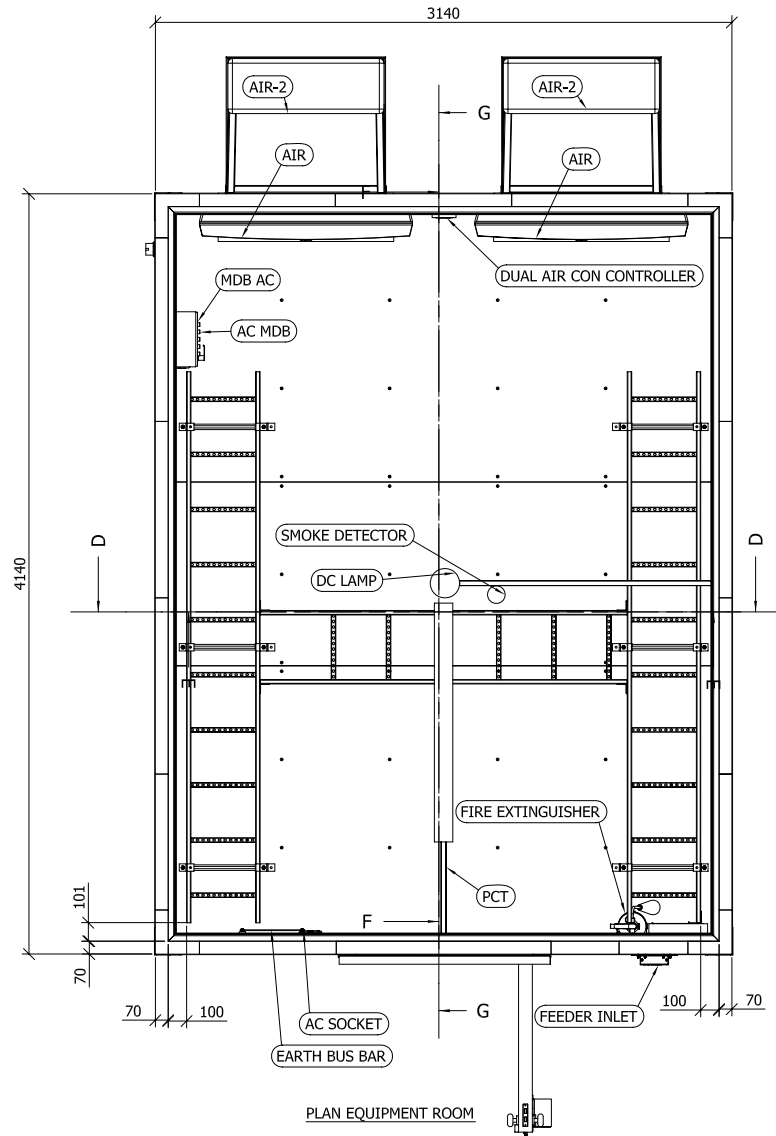 3140
AIR-2
AIR-2
G
AIR
AIR
DUAL AIR CON CONTROLLER
MDB AC
AC MDB
SMOKE DETECTOR
D
D
DC LAMP
4140
FIRE EXTINGUISHER
PCT
101
F
70
70
100
100
70
G
FEEDER INLET
AC SOCKET
EARTH BUS BAR
PLAN EQUIPMENT ROOM